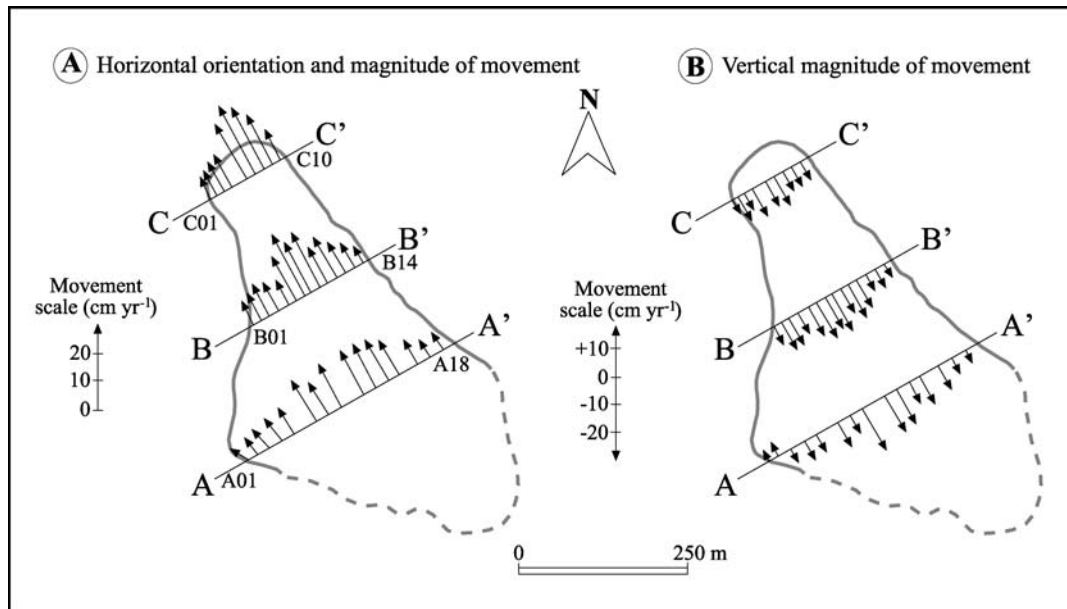 A Horizontal orientation and magnitude of movement
B Vertical magnitude of movement
N
C'
C10
C
C01
B'
B14
Movement
scale (cm yr-1)
20
10
0
B
B01
A'
A18
A
A01
C'
C
B'
Movement
scale (cm yr-1)
+10
0
-10
-20
B
A'
A
0
250 m